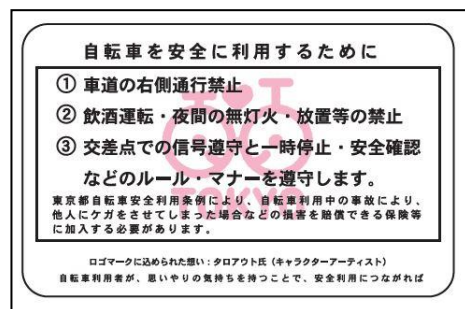 自転車を安全に利用するために
① 車道の右側通行禁止
② 飲酒運転・夜間の無灯火・放置等の禁止
③ 交差点での信号遵守と一時停止・安全確認
などのルール・マナーを遵守します。
TOKYO
東京都自転車安全利用条例により、自転車利用中の事故により、
他人にケガをさせてしまった場合などの損害を賠償できる保険等
に加入する必要があります。
ロゴマークに込められた想い：タロアウト氏（キャラクターアーティスト）
自転車利用者が、思いやりの気持ちを持つことで、安全利用につながれば